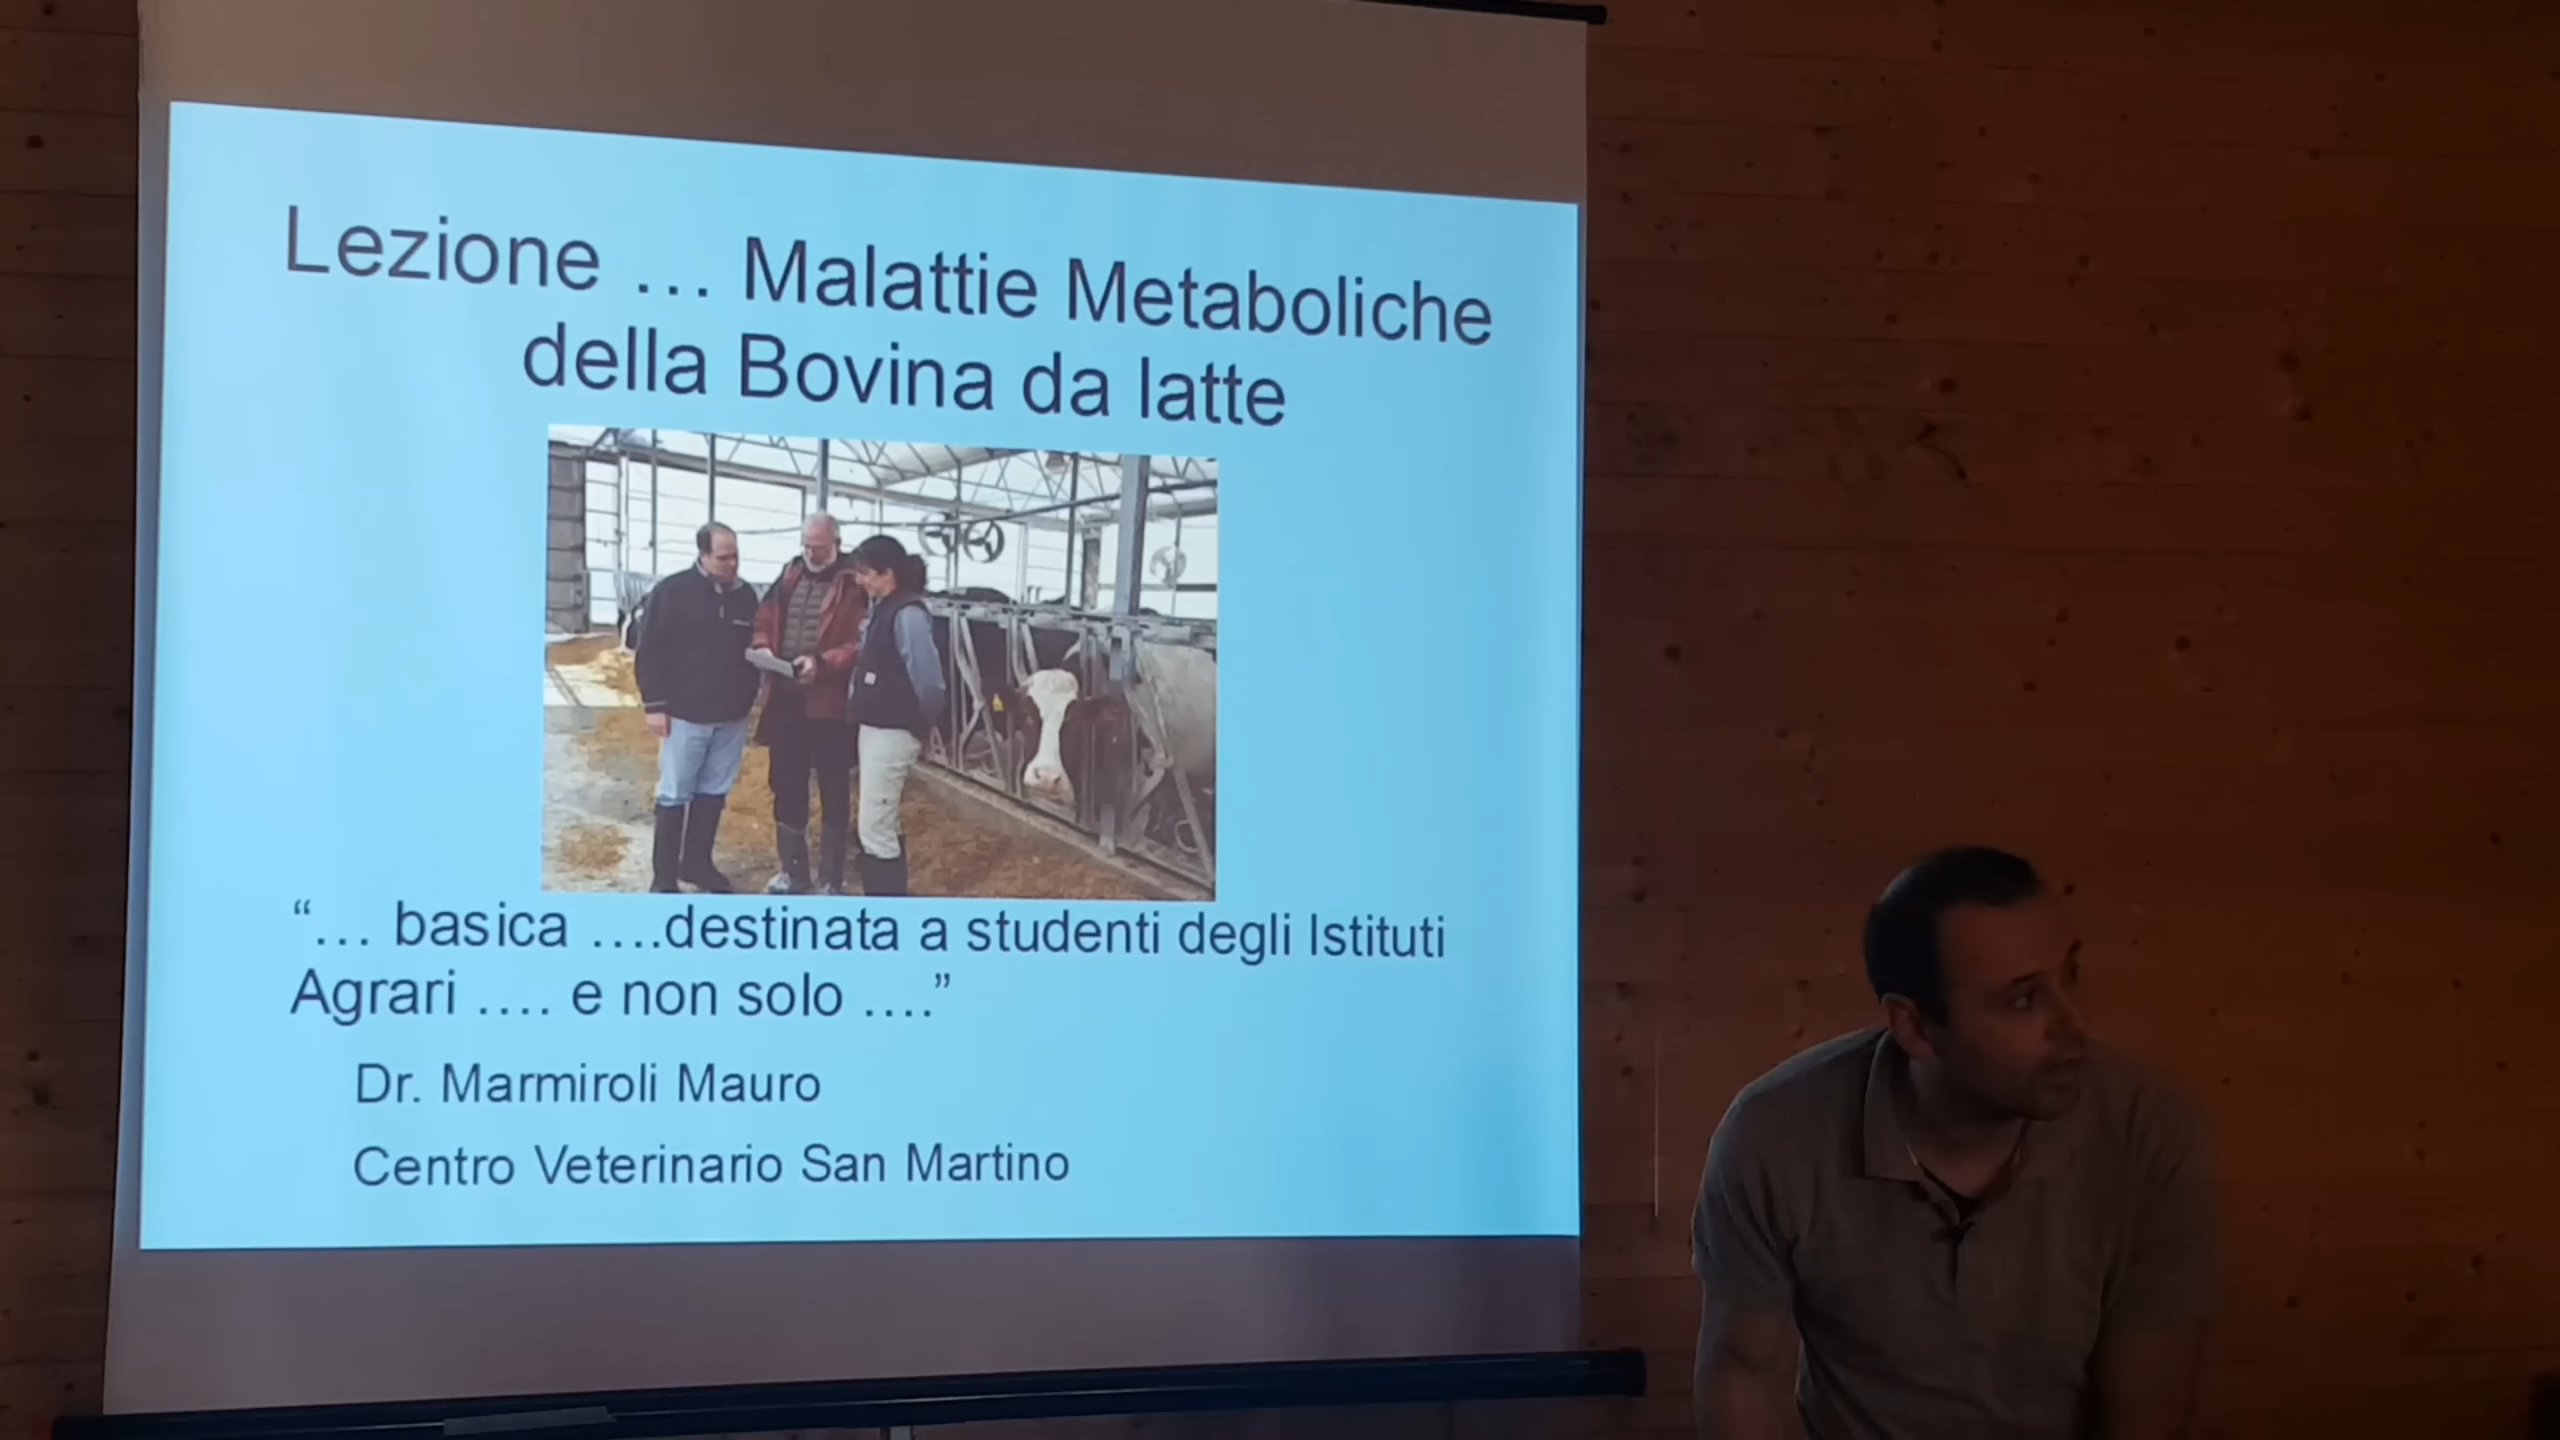 Lezione … Malattie Metaboliche
della Bovina da latte
“… basica ….destinata a studenti degli Istituti
Agrari …. e non solo ….”
Dr. Marmiroli Mauro
Centro Veterinario San Martino